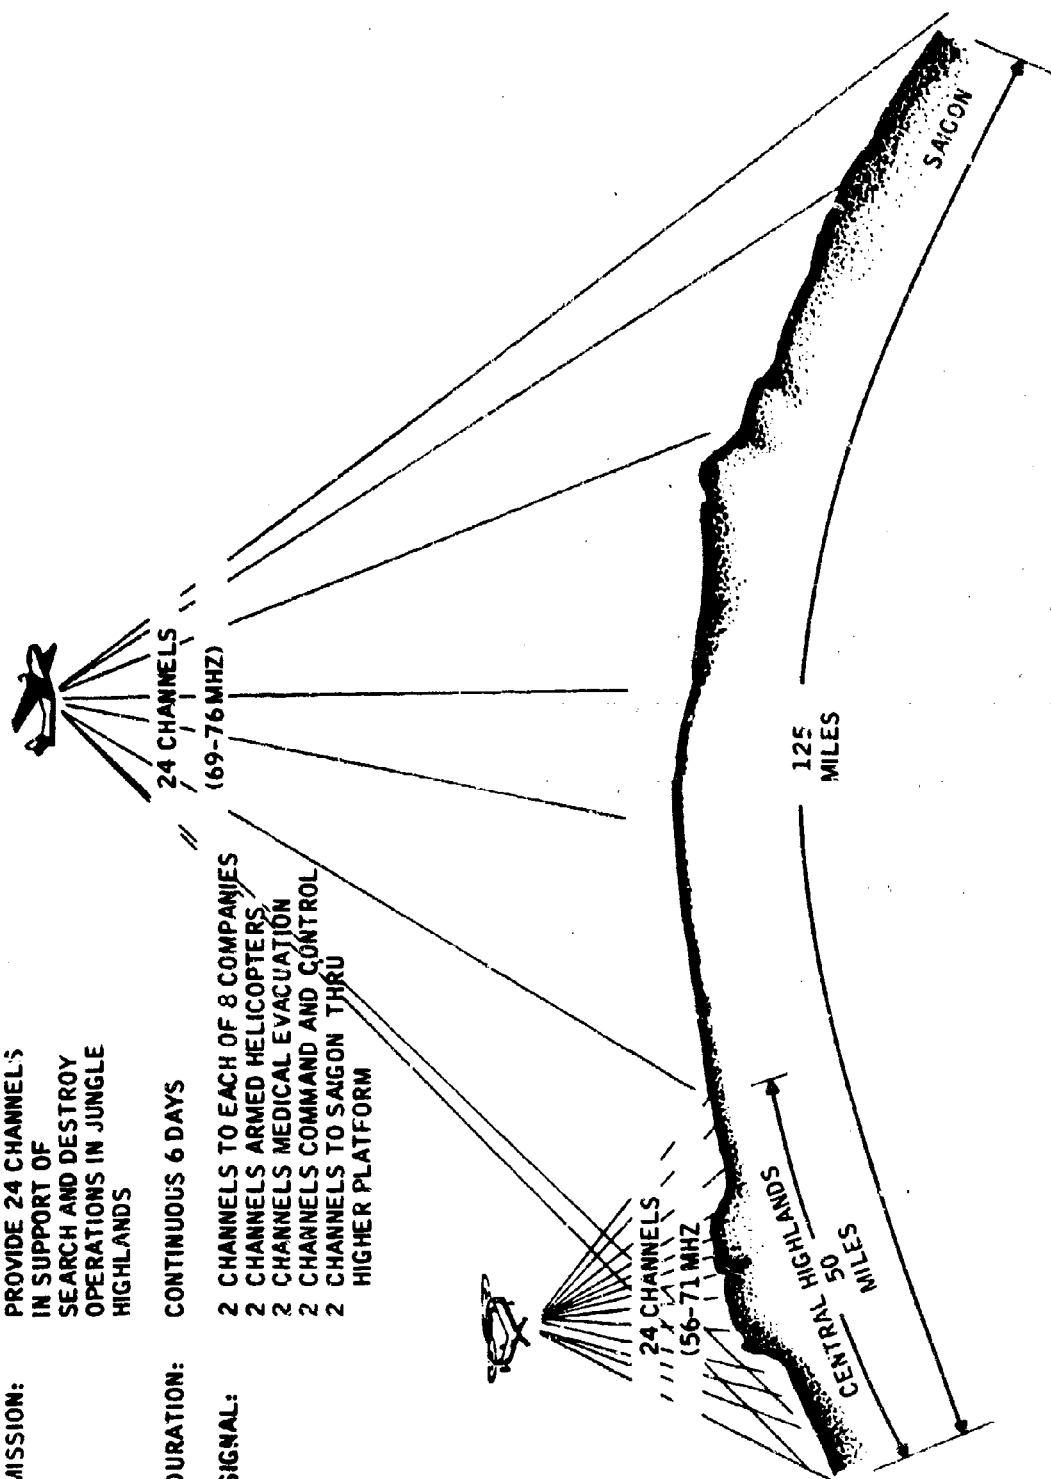 MISSION: PROVIDE 24 CHANNELS
IN SUPPORT OF
SEARCH AND DESTROY
OPERATIONS IN JUNGLE
HIGHLANDS
DURATION: CONTINUOUS 6 DAYS
SIGNAL: 2 CHANNELS TO EACH OF 8 COMPANIES
2 CHANNELS ARMED HELICOPTERS
2 CHANNELS MEDICAL EVACUATION
2 CHANNELS COMMAND AND CONTROL
2 CHANNELS TO SAIGON THRU
HIGHER PLATFORM
24 CHANNELS
(69-76 MHZ)
24 CHANNELS
(56-71 MHZ
CENTRAL HIGHLANDS
50
MILES
125
MILES
SAIGON